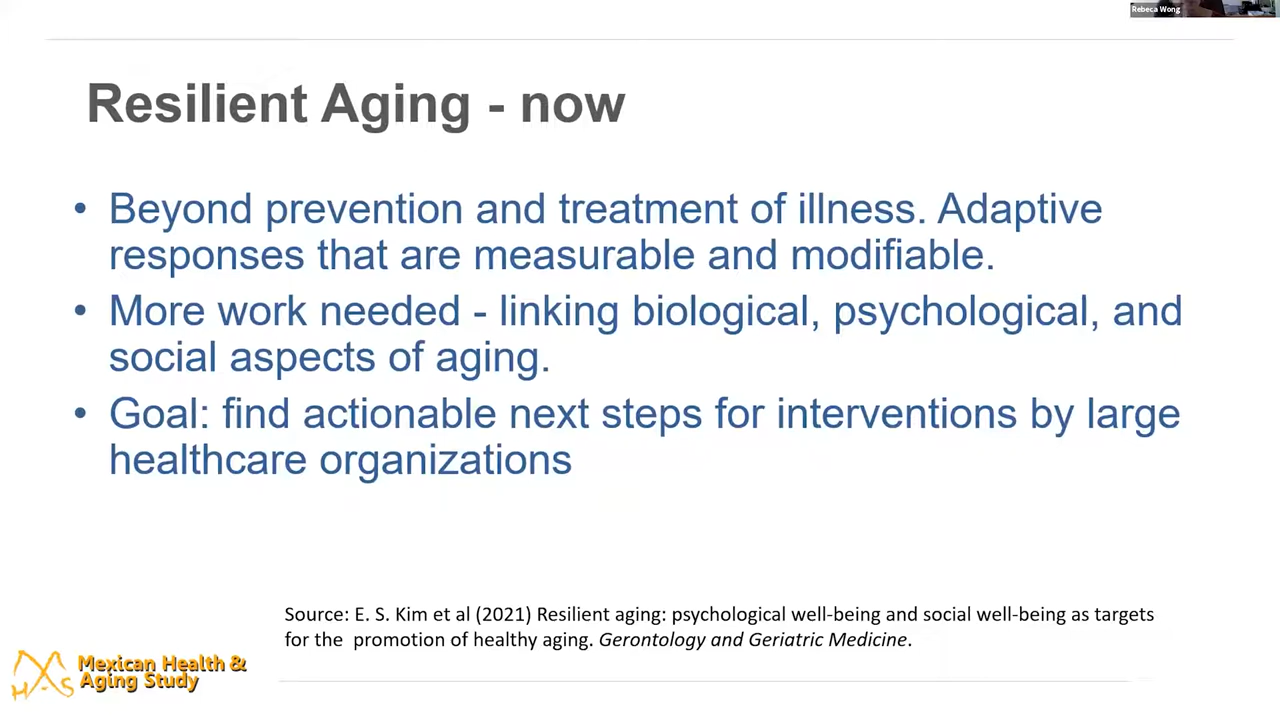 Rebeca Wong
Resilient Aging - now
• Beyond prevention and treatment of illness. Adaptive
responses that are measurable and modifiable.
• More work needed - linking biological, psychological, and
social aspects of aging.
• Goal: find actionable next steps for interventions by large
healthcare organizations
Source: E. S. Kim et al (2021) Resilient aging: psychological well-being and social well-being as targets
for the promotion of healthy aging. Gerontology and Geriatric Medicine.
Mexican Health &
Aging Study